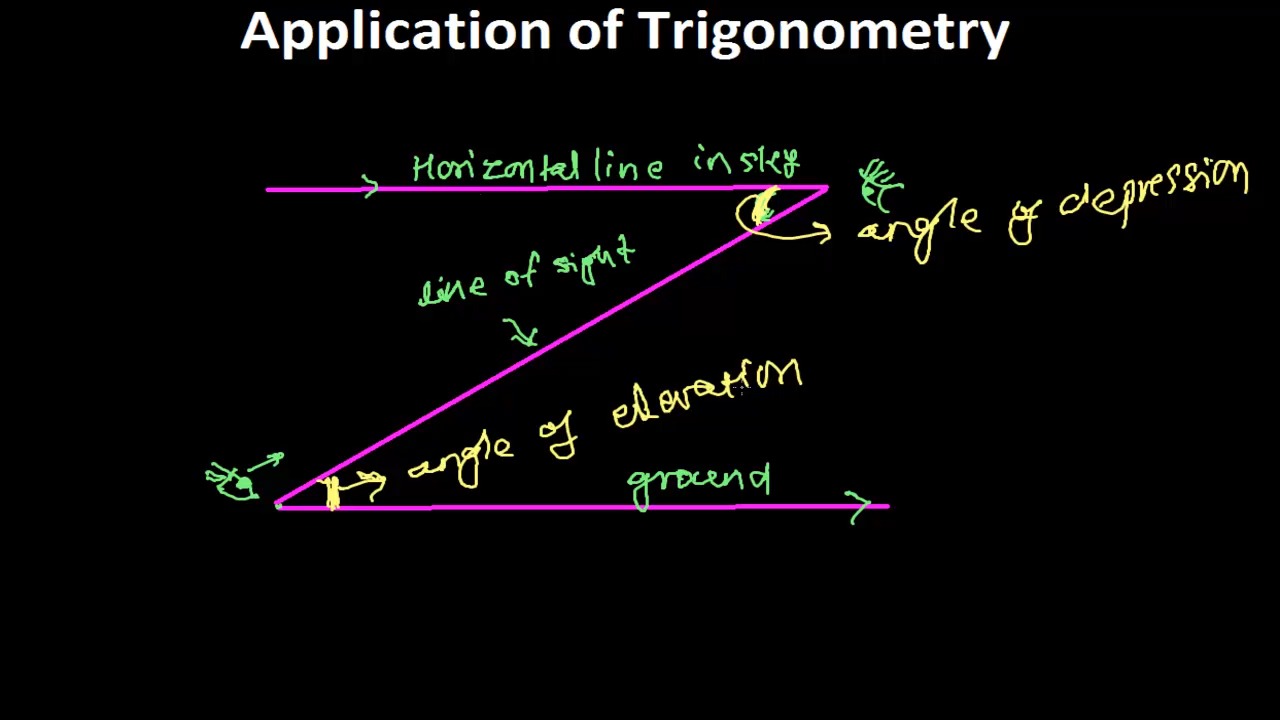 Application of Trigonometry
Horizontal line in sky
angle of depression
line of sight
angle of elevation
ground